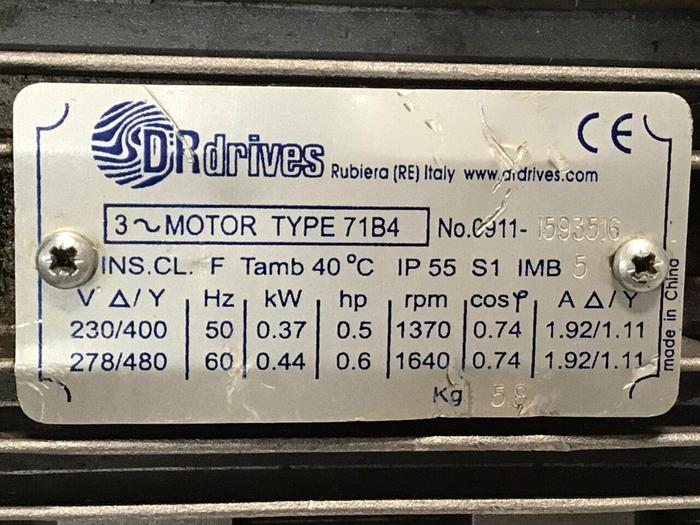 DRdrives Rubiera (RE) Italy www.drdrives.com
CE
3~MOTOR TYPE 71B4 No.0911-1593516
INS.CL. F Tamb 40 °C IP 55 S1 IMB 5
V Δ/Y Hz kW hp rpm cosφ A Δ/Y
230/400 50 0.37 0.5 1370 0.74 1.92/1.11
278/480 60 0.44 0.6 1640 0.74 1.92/1.11
Kg
made in China